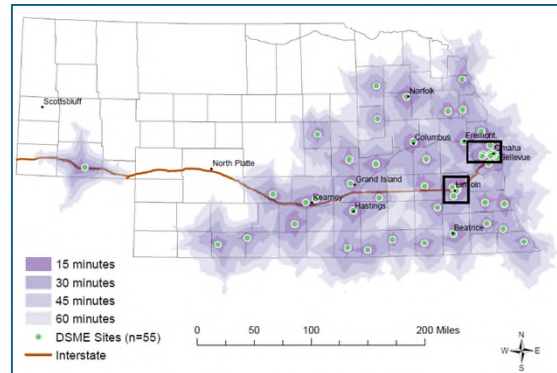 Scottsbluff
Norfolk
Columbus
Fremont
Omaha
Bellevue
North Platte
Grand Island
Lincoln
Kearney
Hastings
Beatrice
15 minutes
30 minutes
45 minutes
60 minutes
DSME Sites (n=55)
Interstate
0 50 100 200 Miles
N
W E
S